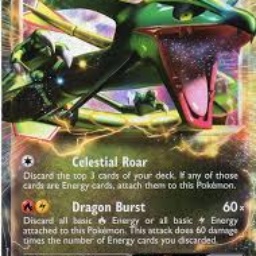 Celestial Roar
Discard the top 3 cards of your deck. If any of those
cards are Energy cards, attach them to this Pokémon.
Dragon Burst 60×
Discard all basic Energy or all basic Energy
attached to this Pokémon. This attack does 60 damage
times the number of Energy cards you discarded.